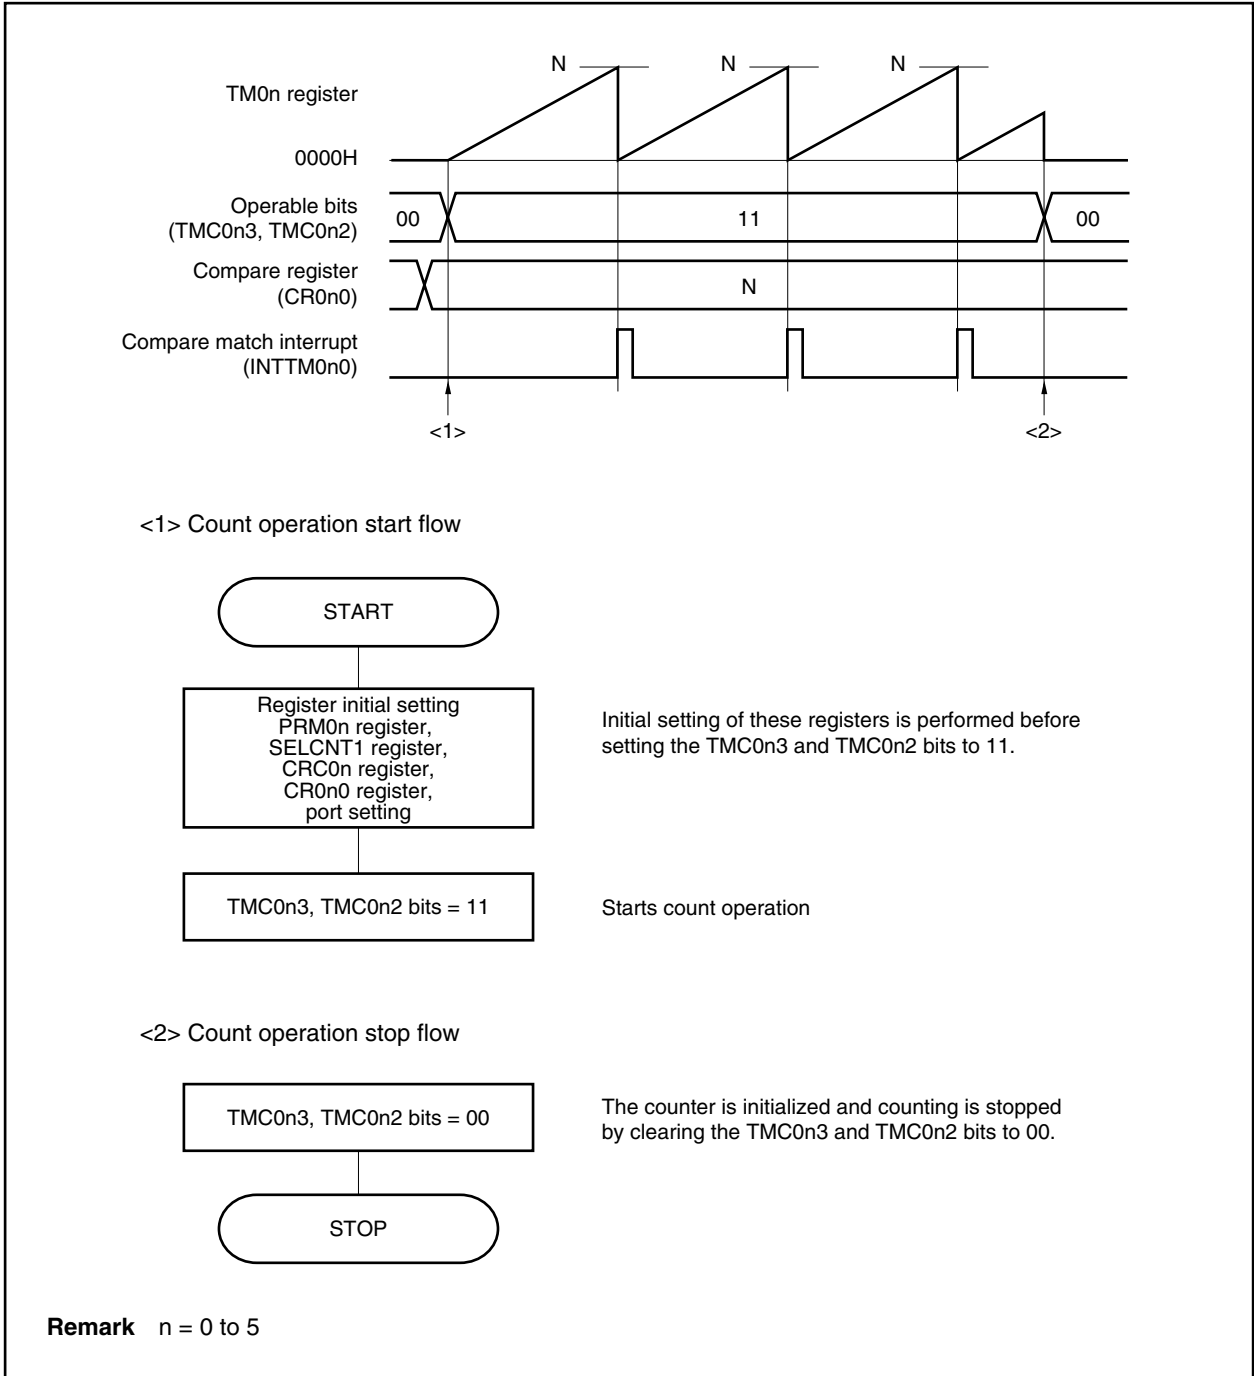 N N N
TM0n register
0000H
Operable bits
(TMC0n3, TMC0n2)
00 11 00
Compare register
(CR0n0)
N
Compare match interrupt
(INTTM0n0)
<1> <2>
<1> Count operation start flow
START
Register initial setting
PRM0n register,
SELCNT1 register,
CRC0n register,
CR0n0 register,
port setting
Initial setting of these registers is performed before
setting the TMC0n3 and TMC0n2 bits to 11.
TMC0n3, TMC0n2 bits = 11
Starts count operation
<2> Count operation stop flow
TMC0n3, TMC0n2 bits = 00
The counter is initialized and counting is stopped
by clearing the TMC0n3 and TMC0n2 bits to 00.
STOP
Remark n = 0 to 5